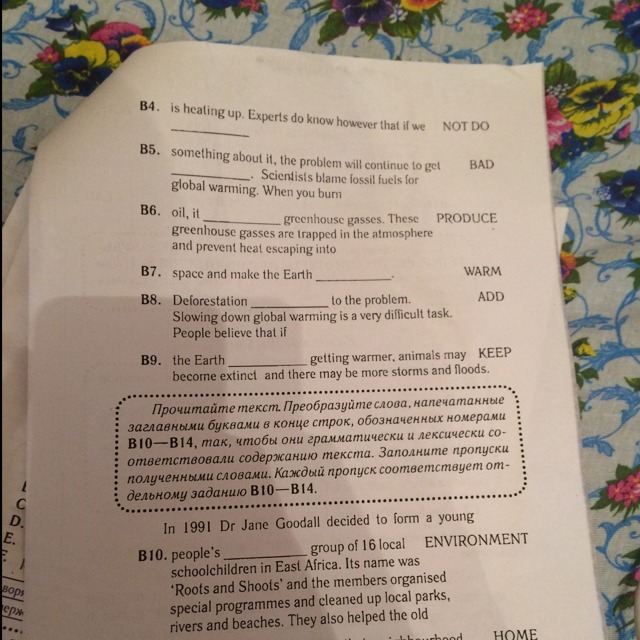 B4. is heating up. Experts do know however that if we NOT DO
____________
B5. something about it, the problem will continue to get BAD
____________. Scientists blame fossil fuels for
global warming. When you burn
B6. oil, it ____________ greenhouse gasses. These PRODUCE
greenhouse gasses are trapped in the atmosphere
and prevent heat escaping into
B7. space and make the Earth ____________. WARM
B8. Deforestation ____________ to the problem. ADD
Slowing down global warming is a very difficult task.
People believe that if
B9. the Earth ____________ getting warmer, animals may KEEP
become extinct and there may be more storms and floods.
Прочитайте текст. Преобразуйте слова, напечатанные
заглавными буквами в конце строк, обозначенных номерами
B10—B14, так, чтобы они грамматически и лексически со-
ответствовали содержанию текста. Заполните пропуски
полученными словами. Каждый пропуск соответствует от-
дельному заданию B10—B14.
In 1991 Dr Jane Goodall decided to form a young
B10. people's ____________ group of 16 local ENVIRONMENT
schoolchildren in East Africa. Its name was
'Roots and Shoots' and the members organised
special programmes and cleaned up local parks,
rivers and beaches. They also helped the old
HOME
D.
E.